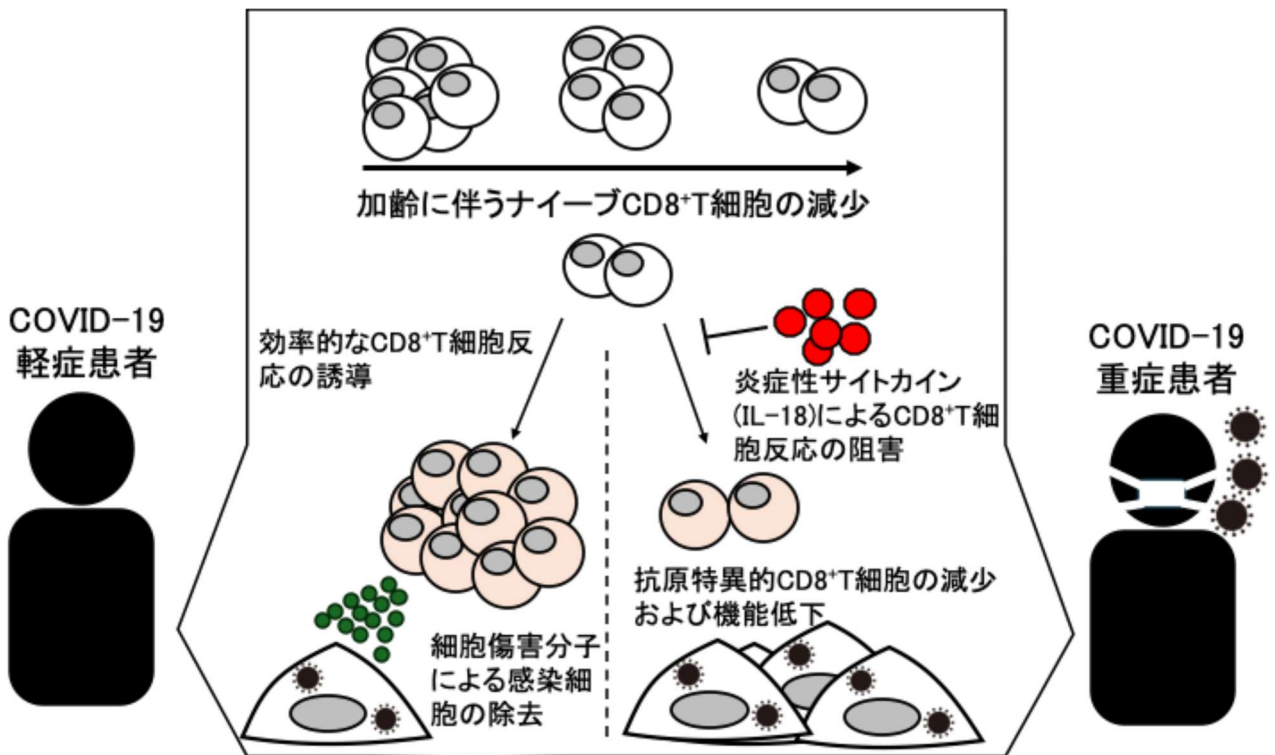 加齢に伴うナイーブCD8⁺T細胞の減少
COVID-19
軽症患者
効率的なCD8⁺T細胞反
応の誘導
炎症性サイトカイン
(IL-18)によるCD8⁺T細
胞反応の阻害
COVID-19
重症患者
細胞傷害分子
による感染細
胞の除去
抗原特異的CD8⁺T細胞の減少
および機能低下